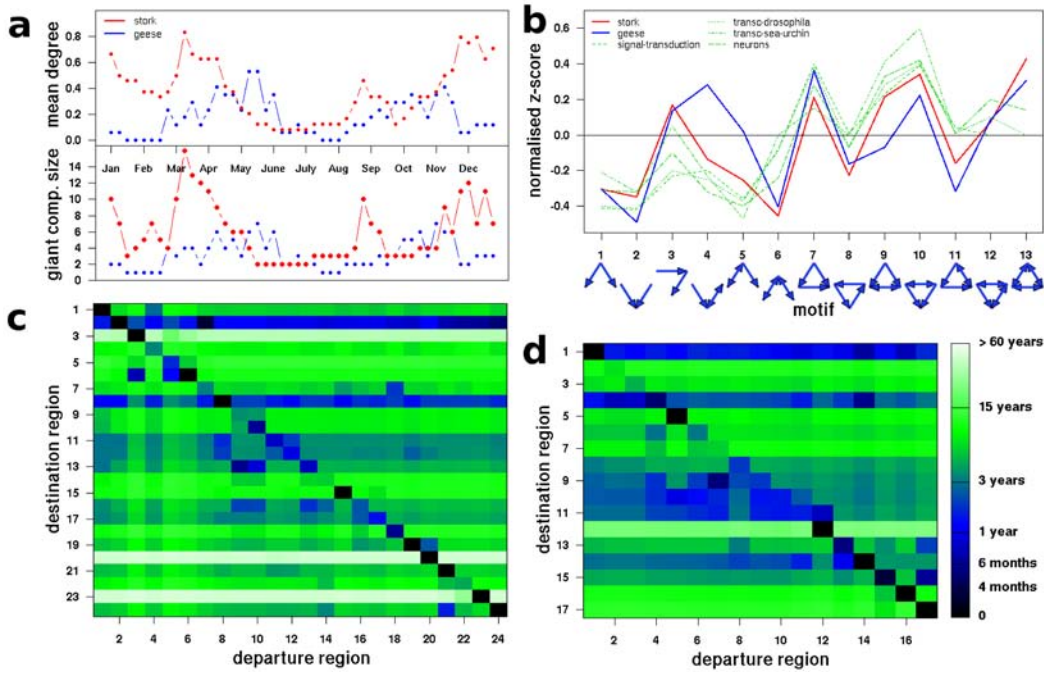 a
stork
geese
mean degree
0.8
0.6
0.4
0.2
0.0
Jan Feb Mar Apr May June July Aug Sep Oct Nov Dec
giant comp. size
14
12
10
8
6
4
2
0
b
stork
geese
signal-transduction
transc-drosophila
transc-sea-urchin
neurons
normalised z-score
0.6
0.4
0.2
0.0
-0.2
-0.4
1 2 3 4 5 6 7 8 9 10 11 12 13
motif
c
destination region
1
3
5
7
9
11
13
15
17
19
21
23
2 4 6 8 10 12 14 16 18 20 22 24
departure region
d
destination region
1
3
5
7
9
11
13
15
17
2 4 6 8 10 12 14 16
departure region
> 60 years
15 years
3 years
1 year
6 months
4 months
0